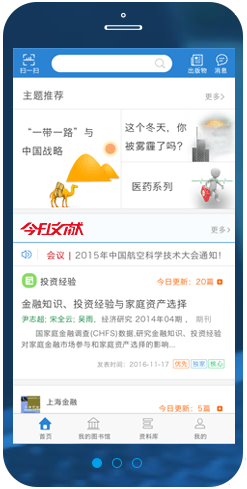 扫一扫
出版物
消息
主题推荐
更多>
“一带一路”与
中国战略
这个冬天，你
被雾霾了吗？
医药系列
今日文献
更多>
会议 | 2015年中国航空科学技术大会通知！
投资经验
今日更新：20篇
金融知识、投资经验与家庭资产选择
尹志超; 宋全云; 吴雨, 经济研究 2014年04期 ， 期刊
国家庭金融调查(CHFS)数据,研究金融知识、投资经验
对家庭金融市场参与和家庭资产选择的影响...
发表时间：2016-11-17
优先
独家
核心
上海金融
今日更新：5篇
首页
我的图书馆
资料库
我的